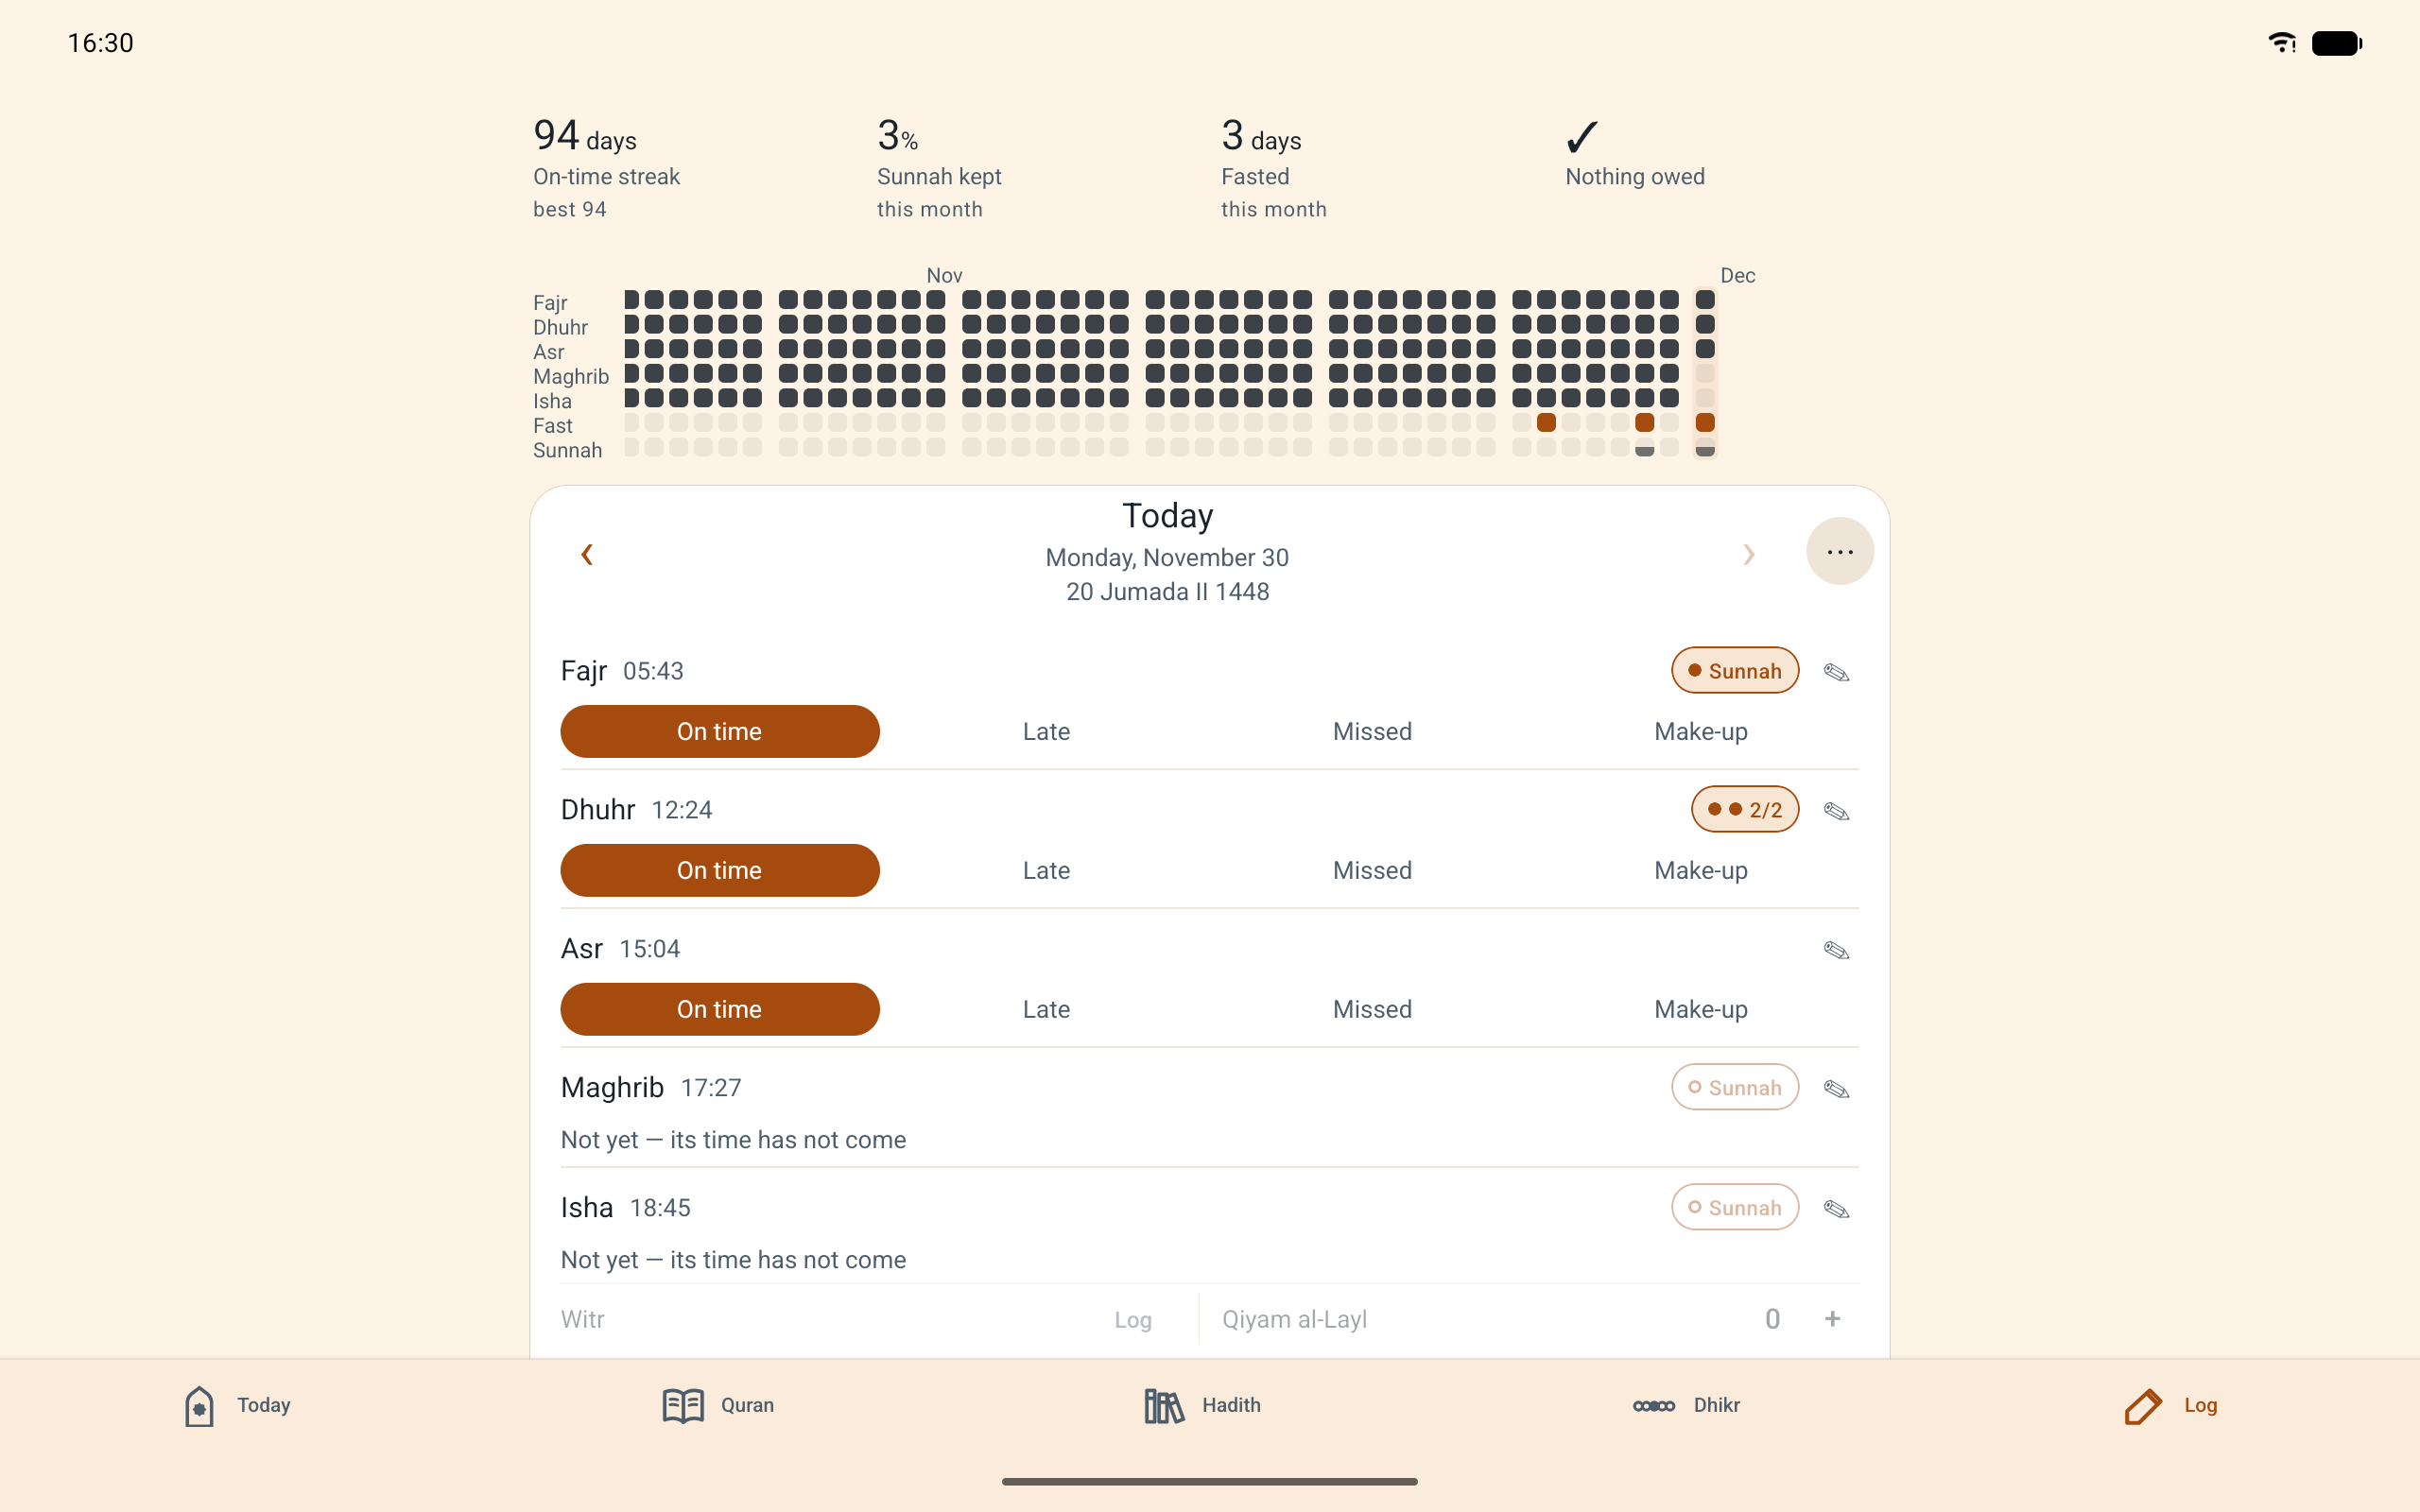 16:30
94 days
On-time streak
best 94
3%
Sunnah kept
this month
3 days
Fasted
this month
✓
Nothing owed
Nov
Dec
Fajr
Dhuhr
Asr
Maghrib
Isha
Fast
Sunnah
Today
Monday, November 30
20 Jumada II 1448
Fajr 05:43
Sunnah
On time Late Missed Make-up
Dhuhr 12:24
2/2
On time Late Missed Make-up
Asr 15:04
On time Late Missed Make-up
Maghrib 17:27
Sunnah
Not yet — its time has not come
Isha 18:45
Sunnah
Not yet — its time has not come
Witr Log Qiyam al-Layl 0 +
Today Quran Hadith Dhikr Log